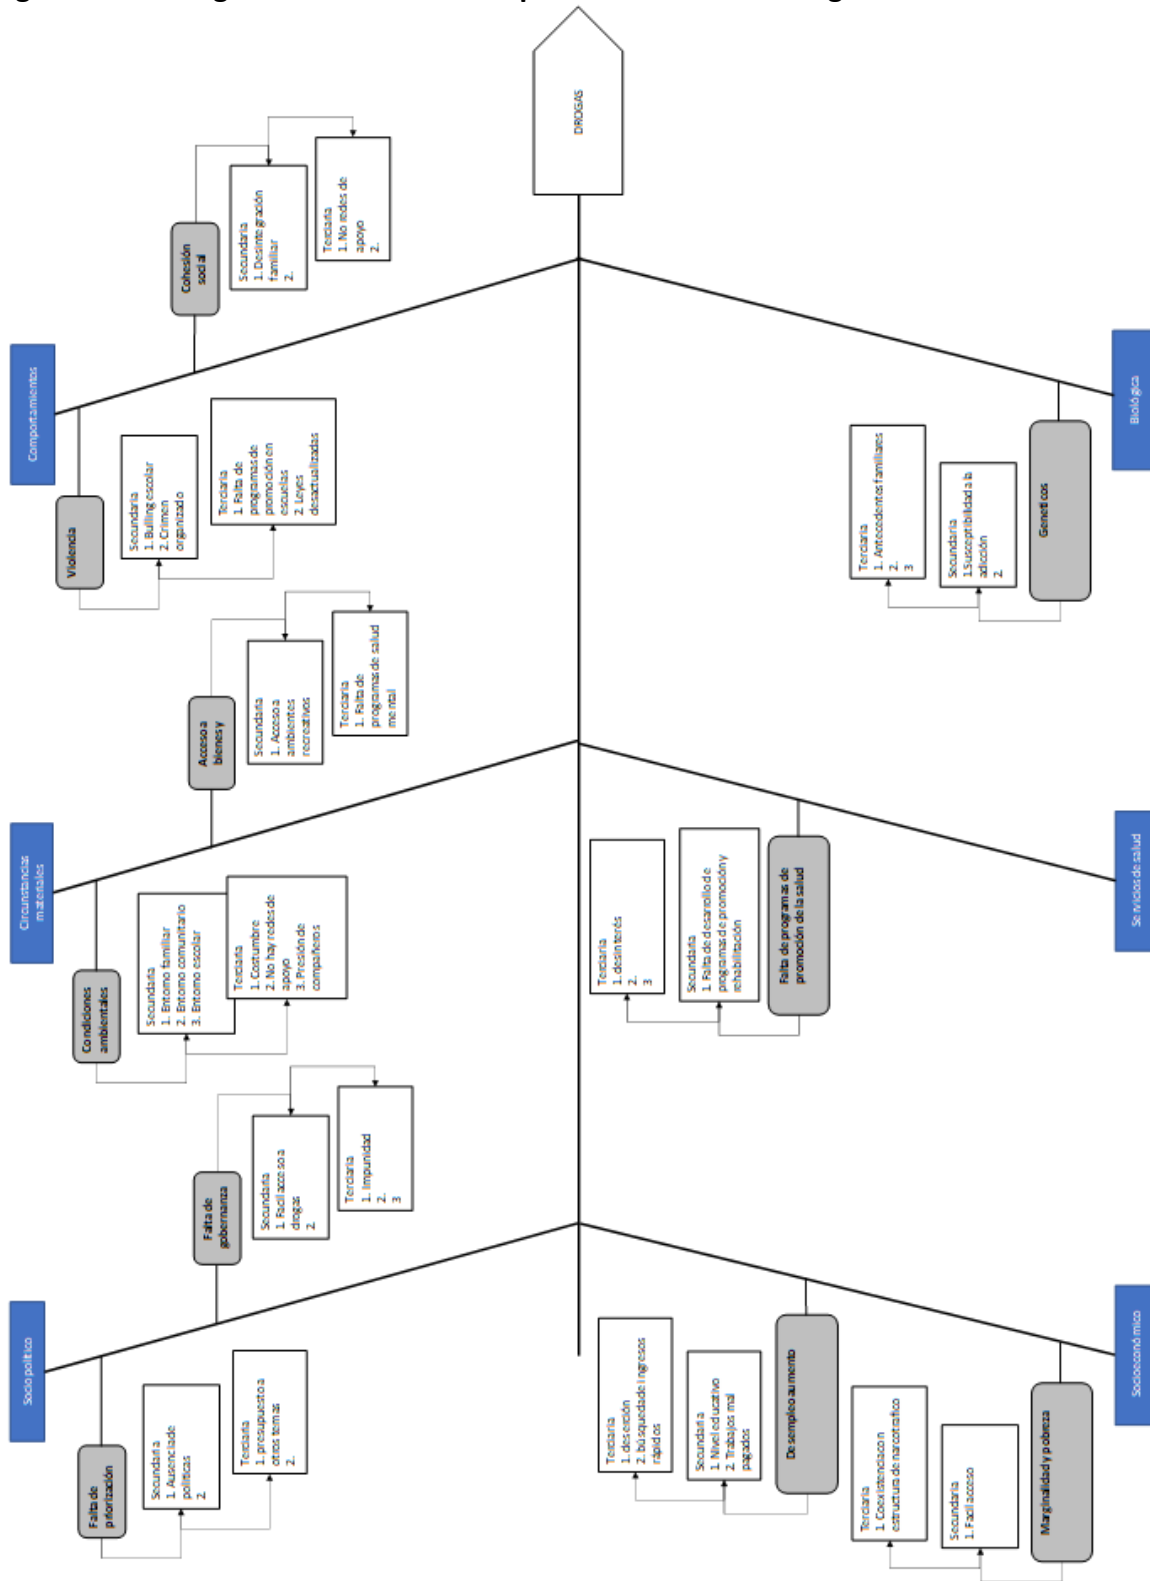 DROGAS
Comportamientos
Cohesión
social
Secundaria
1. Desintegración
familiar
2.
Terciaria
1. No redes de
apoyo
2.
Violencia
Secundaria
1. Bulling escolar
2. Crimen
organizado
Terciaria
1. Falta de
programas de
promoción en
escuelas
2. Leyes
desactualizadas
Circunstancias
materiales
Acceso a
bienes y
Secundaria
1. Acceso a
ambientes
recreativos
Terciaria
1. Falta de
programas de salud
mental
Condiciones
ambientales
Secundaria
1. Entorno familiar
2. Entorno comunitario
3. Entorno escolar
Terciaria
1. Costumbre
2. No hay redes de
apoyo
3. Presión de
compañeros
Socio político
Falta de
gobernanza
Secundaria
1. Facil acceso a
drogas
2.
Terciaria
1. Impunidad
2.
3
Falta de
priorización
Secundaria
1. Ausencia de
políticas
2.
Terciaria
1. presupuesto a
otros temas
2.
Biológica
Geneticos
Secundaria
1.Susceptibilidad a la
adicción
2.
Terciaria
1. Antecedentes familiares
2.
3
Servicios de salud
Falta de programas de
promoción de la salud
Secundaria
1. Falta de desarrollo de
programas de promoción y
rehabilitación
Terciaria
1. desinterés
2.
3
Socioeconómico
Desempleo aumento
Secundaria
1. Nivel educativo
2. Trabajos mal
pagados
Terciaria
1. deserción
2. búsqueda de ingresos
rápidos
Marginalidad y pobreza
Secundaria
1. Facil acceso
Terciaria
1. Coexistencia con
estructura de narcotrafico